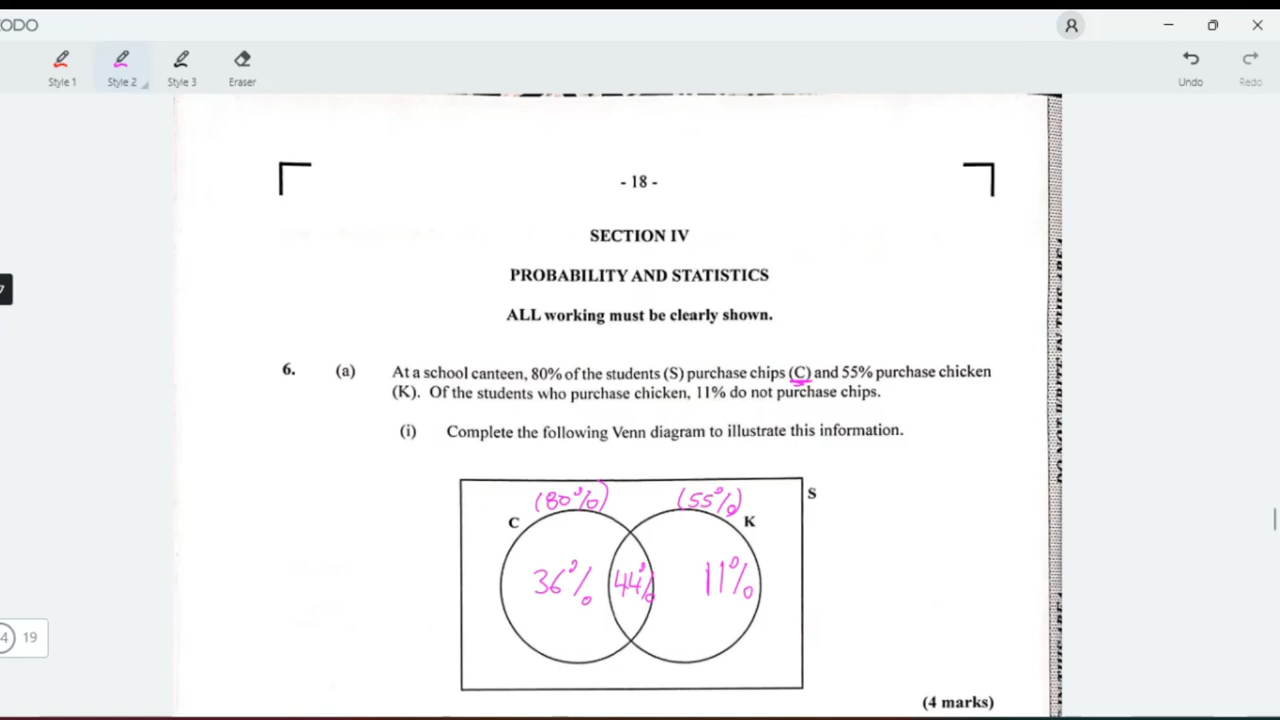 ODO
Style 1
Style 2
Style 3
Eraser
Undo
Redo
- 18 -
SECTION IV
PROBABILITY AND STATISTICS
ALL working must be clearly shown.
6. (a) At a school canteen, 80% of the students (S) purchase chips (C) and 55% purchase chicken
(K). Of the students who purchase chicken, 11% do not purchase chips.
(i) Complete the following Venn diagram to illustrate this information.
(80%) (55%) S
C K
36% 44% 11%
4 19
(4 marks)